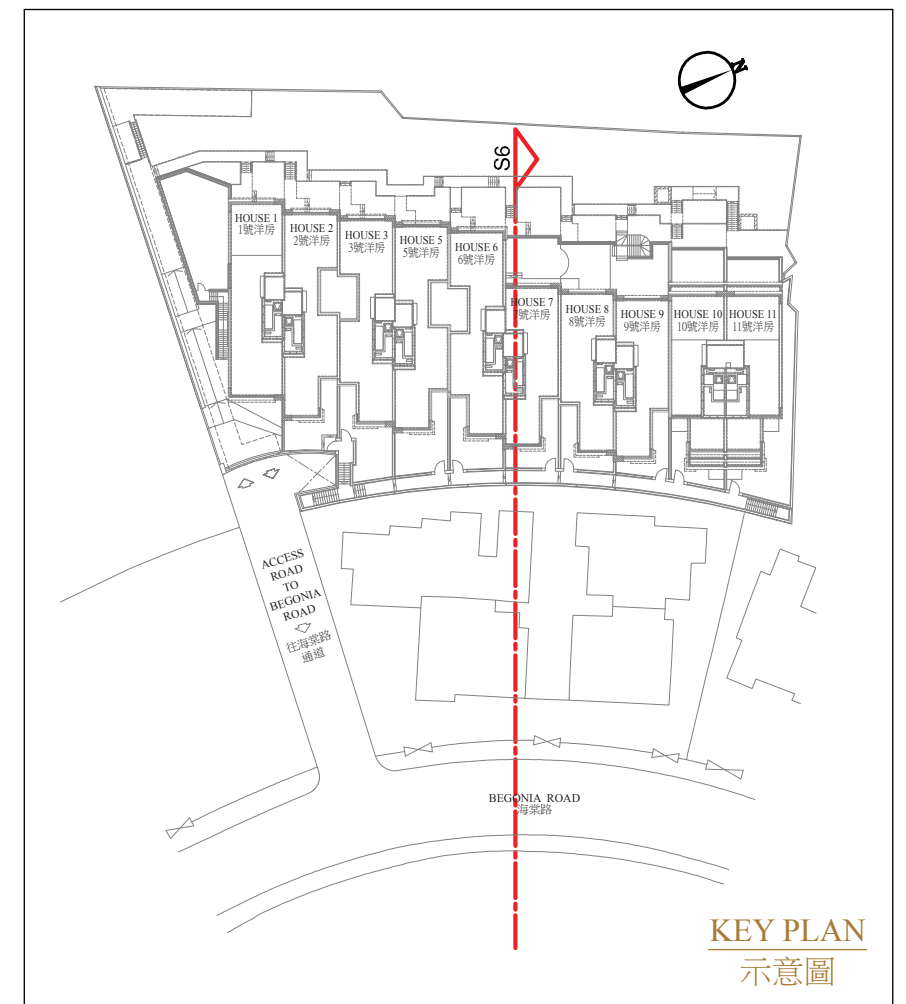 N
S6
HOUSE 1
1號洋房
HOUSE 2
2號洋房
HOUSE 3
3號洋房
HOUSE 5
5號洋房
HOUSE 6
6號洋房
HOUSE 7
7號洋房
HOUSE 8
8號洋房
HOUSE 9
9號洋房
HOUSE 10
10號洋房
HOUSE 11
11號洋房
ACCESS
ROAD
TO
BEGONIA
ROAD
往海棠路
通道
BEGONIA ROAD
海棠路
KEY PLAN
示意圖